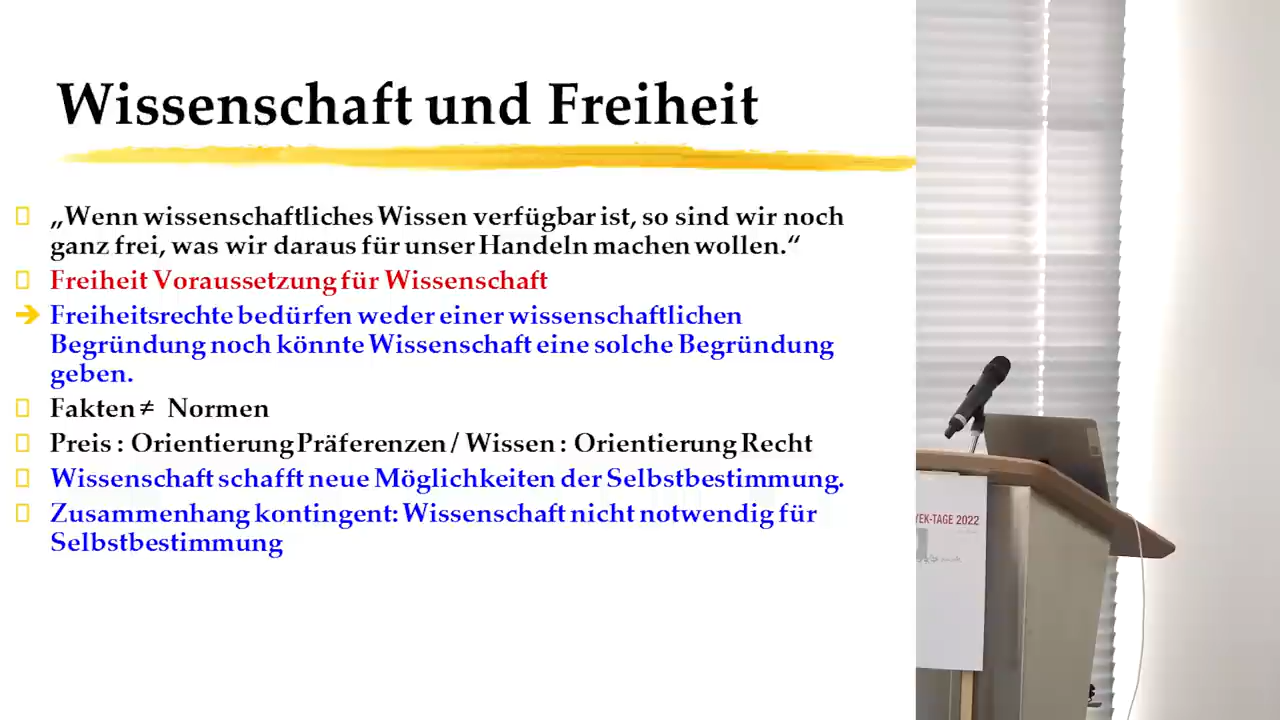 Wissenschaft und Freiheit
„Wenn wissenschaftliches Wissen verfügbar ist, so sind wir noch
ganz frei, was wir daraus für unser Handeln machen wollen.“
Freiheit Voraussetzung für Wissenschaft
Freiheitsrechte bedürfen weder einer wissenschaftlichen
Begründung noch könnte Wissenschaft eine solche Begründung
geben.
Fakten ≠ Normen
Preis : Orientierung Präferenzen / Wissen : Orientierung Recht
Wissenschaft schafft neue Möglichkeiten der Selbstbestimmung.
Zusammenhang kontingent: Wissenschaft nicht notwendig für
Selbstbestimmung
YEK-TAGE 2022